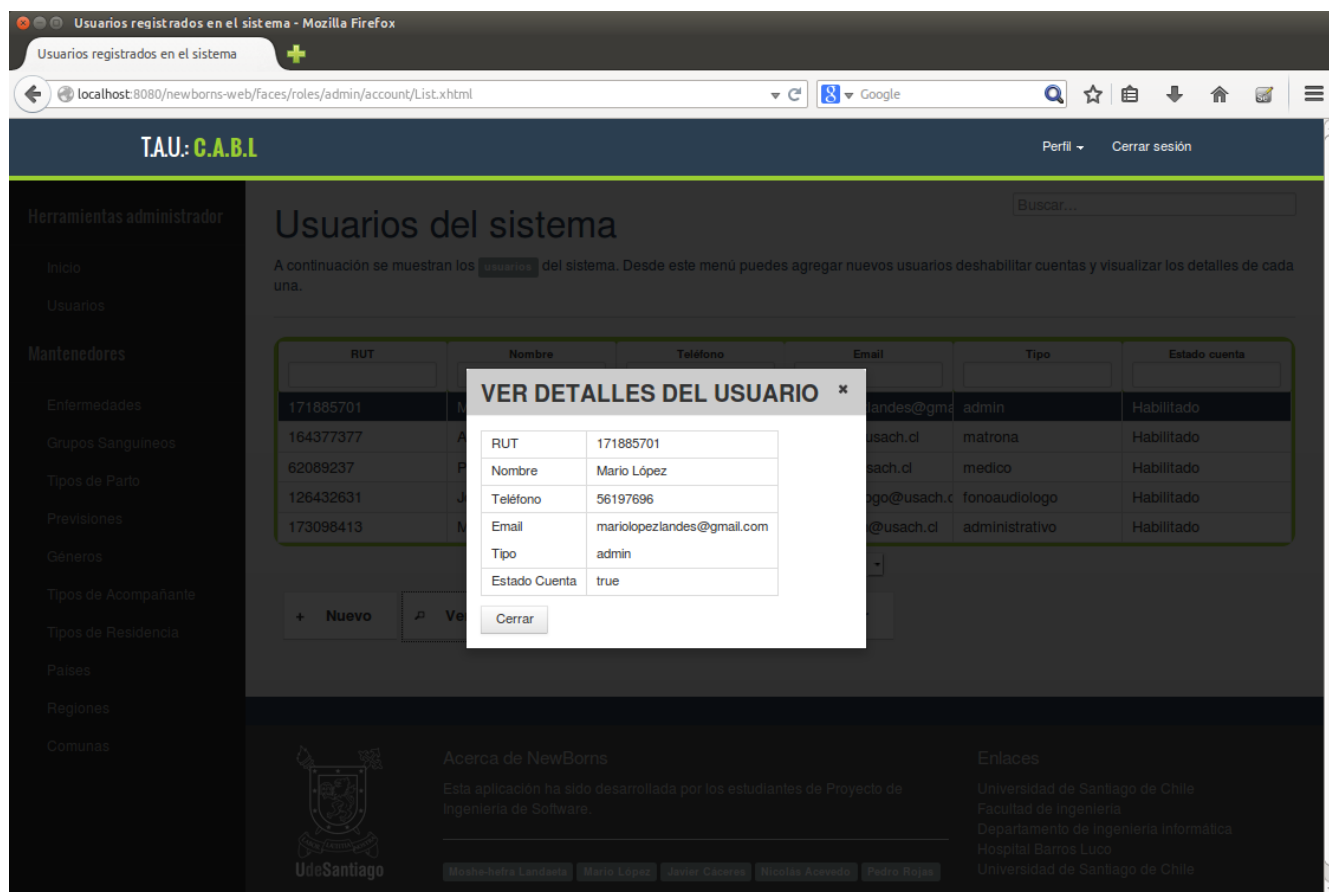 Usuarios registrados en el sistema - Mozilla Firefox
Usuarios registrados en el sistema
localhost:8080/newborns-web/faces/roles/admin/account/List.xhtml
Google
T.A.U.: C.A.B.L
Perfil
Cerrar sesión
Herramientas administrador
Inicio
Usuarios
Mantenedores
Enfermedades
Grupos Sanguíneos
Tipos de Parto
Previsiones
Géneros
Tipos de Acompañante
Tipos de Residencia
Países
Regiones
Comunas
Buscar...
Usuarios del sistema
A continuación se muestran los usuarios del sistema. Desde este menú puedes agregar nuevos usuarios deshabilitar cuentas y visualizar los detalles de cada
una.
RUT Nombre Teléfono Email Tipo Estado cuenta
171885701 M landes@gma admin Habilitado
164377377 A usach.cl matrona Habilitado
62089237 P sach.cl medico Habilitado
126432631 J ogo@usach.c fonoaudiologo Habilitado
173098413 M @usach.cl administrativo Habilitado
+ Nuevo
Ve
VER DETALLES DEL USUARIO ×
RUT 171885701
Nombre Mario López
Teléfono 56197696
Email mariolopezlandes@gmail.com
Tipo admin
Estado Cuenta true
Cerrar
UdeSantiago
Acerca de NewBorns
Esta aplicación ha sido desarrollada por los estudiantes de Proyecto de
Ingeniería de Software.
Moshe-hefra Landaeta Mario López Javier Cáceres Nicolás Acevedo Pedro Rojas
Enlaces
Universidad de Santiago de Chile
Facultad de ingeniería
Departamento de ingeniería informática
Hospital Barros Luco
Universidad de Santiago de Chile